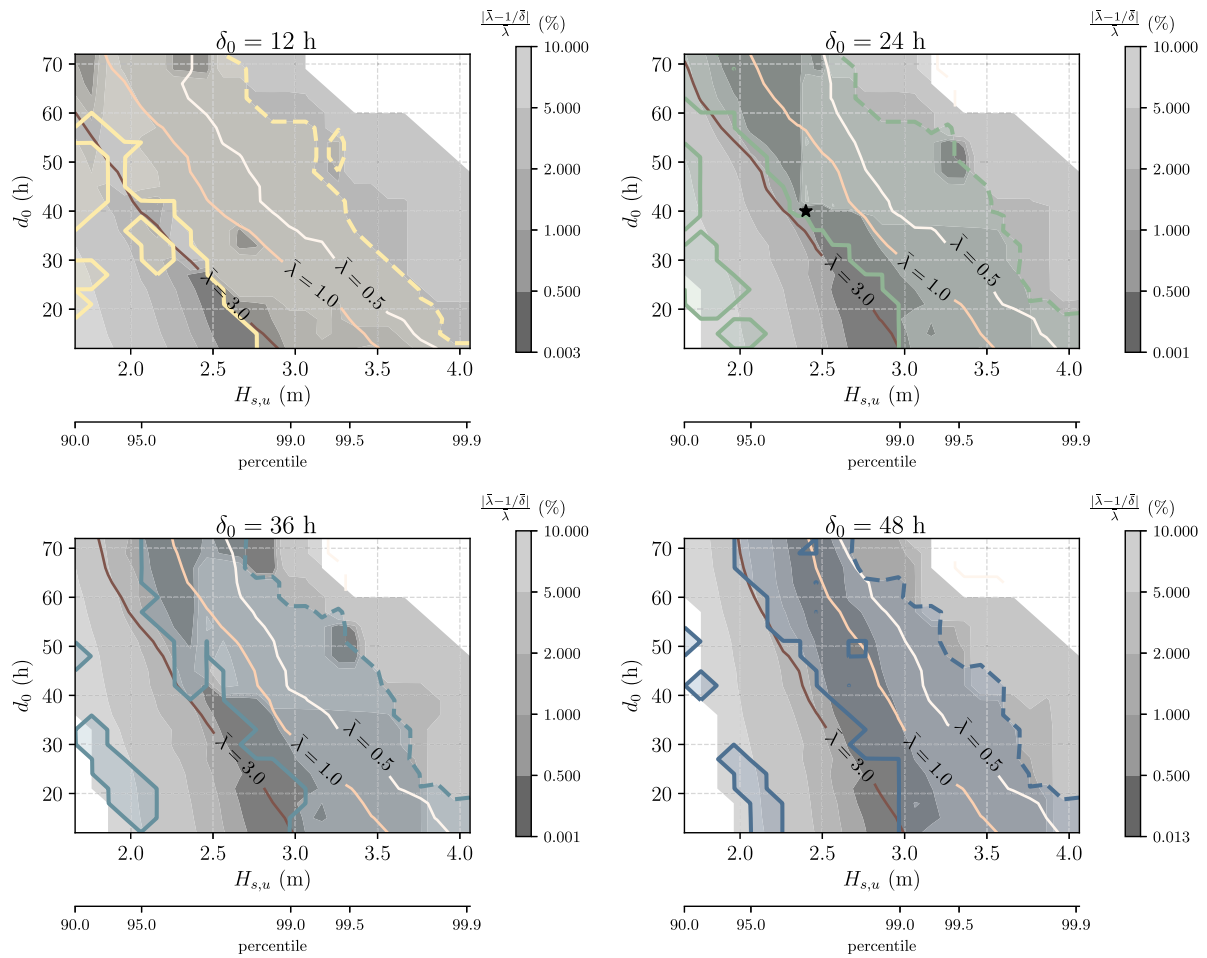 |λ̄−1/δ̄| / λ̄ (%)
δ₀ = 12 h
10.000
5.000
2.000
1.000
0.500
0.003
70
60
50
40
30
20
d₀ (h)
λ̄ = 3.0
λ̄ = 1.0
λ̄ = 0.5
2.0 2.5 3.0 3.5 4.0
H_{s,u} (m)
90.0 95.0 99.0 99.5 99.9
percentile
|λ̄−1/δ̄| / λ̄ (%)
δ₀ = 24 h
10.000
5.000
2.000
1.000
0.500
0.001
70
60
50
40
30
20
d₀ (h)
λ̄ = 3.0
λ̄ = 1.0
λ̄ = 0.5
2.0 2.5 3.0 3.5 4.0
H_{s,u} (m)
90.0 95.0 99.0 99.5 99.9
percentile
|λ̄−1/δ̄| / λ̄ (%)
δ₀ = 36 h
10.000
5.000
2.000
1.000
0.500
0.001
70
60
50
40
30
20
d₀ (h)
λ̄ = 3.0
λ̄ = 1.0
λ̄ = 0.5
2.0 2.5 3.0 3.5 4.0
H_{s,u} (m)
90.0 95.0 99.0 99.5 99.9
percentile
|λ̄−1/δ̄| / λ̄ (%)
δ₀ = 48 h
10.000
5.000
2.000
1.000
0.500
0.013
70
60
50
40
30
20
d₀ (h)
λ̄ = 3.0
λ̄ = 1.0
λ̄ = 0.5
2.0 2.5 3.0 3.5 4.0
H_{s,u} (m)
90.0 95.0 99.0 99.5 99.9
percentile